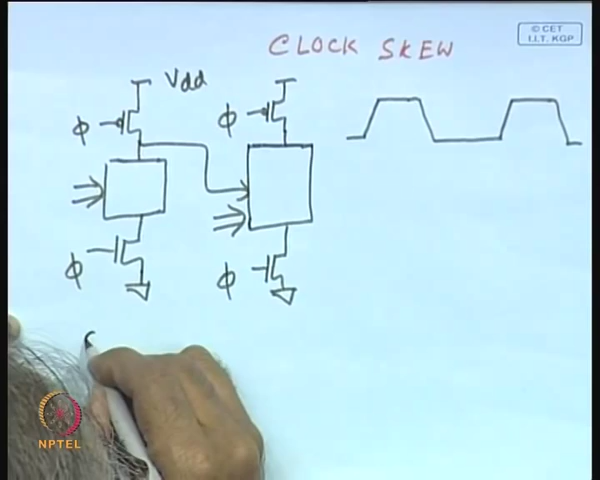 © CET
I.I.T. KGP
CLOCK SKEW
Vdd
ϕ
ϕ
ϕ
ϕ
NPTEL